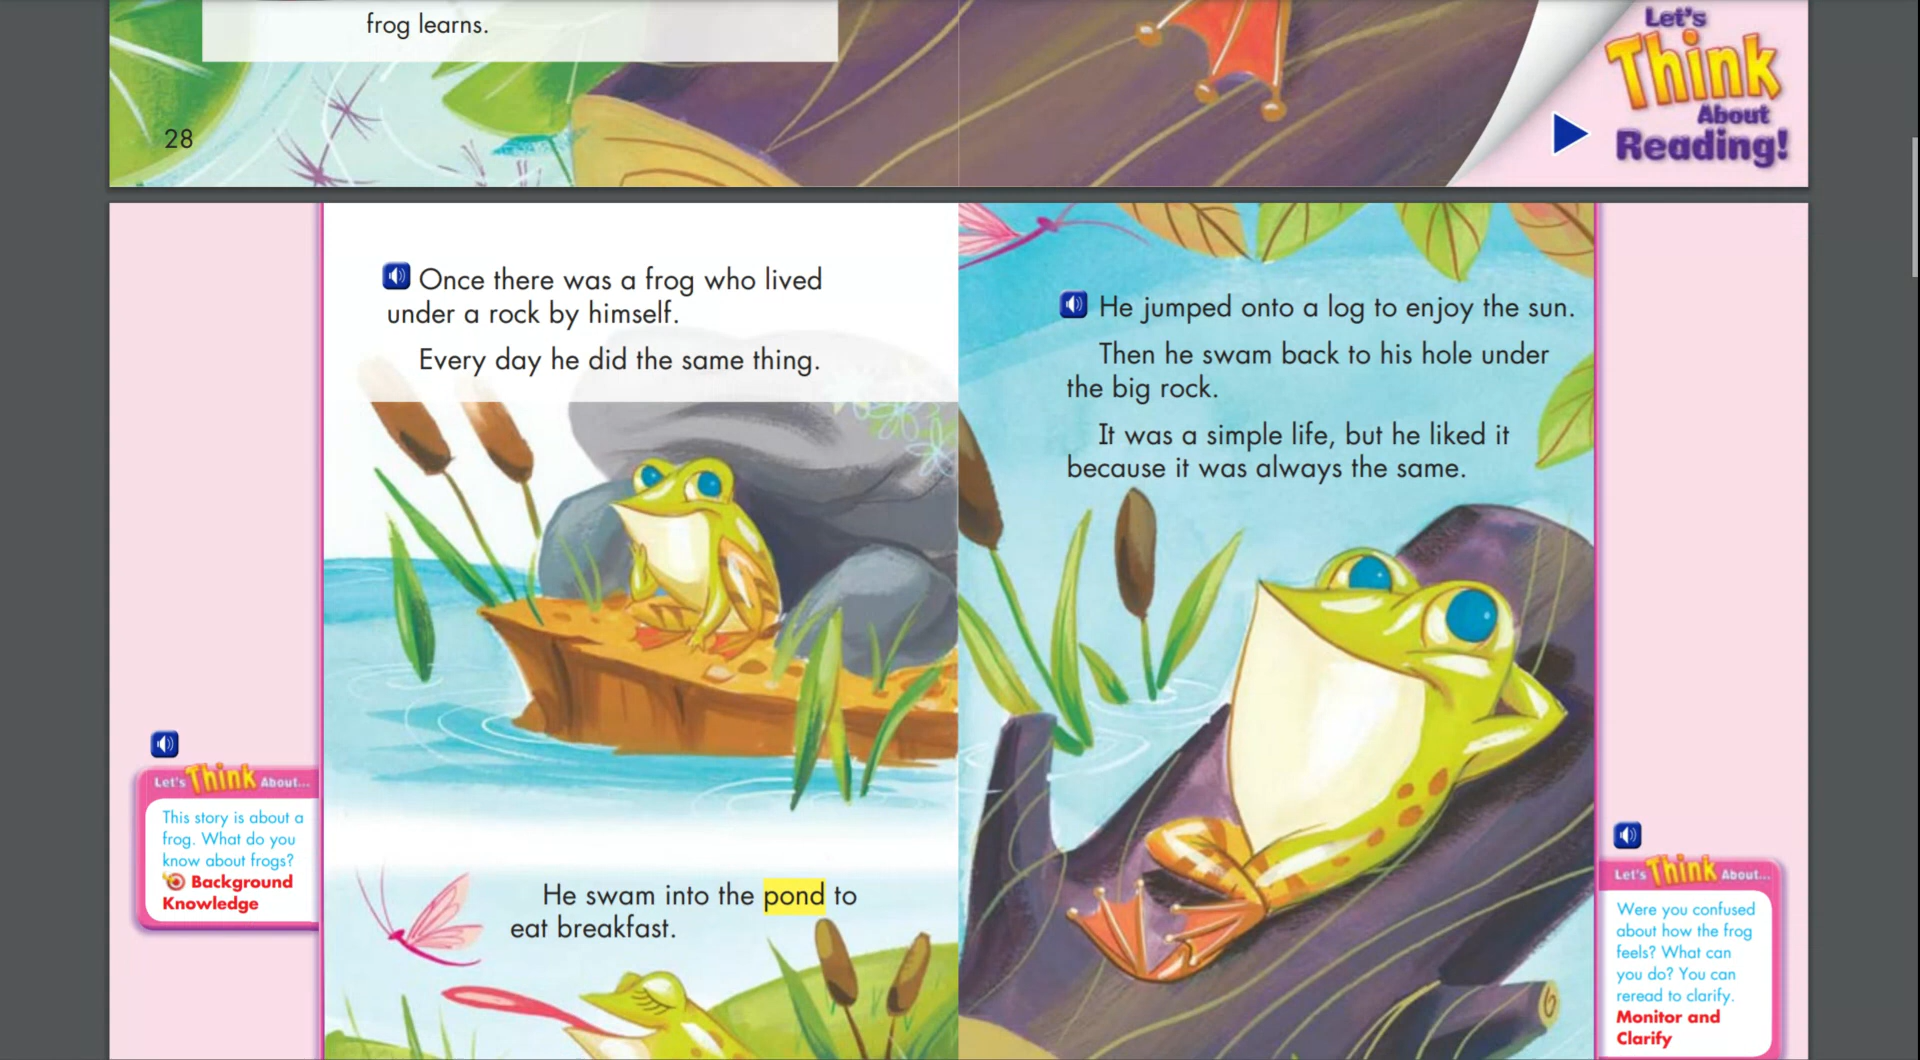 frog learns.
28
Let's
Think
About
Reading!
Once there was a frog who lived
under a rock by himself.
Every day he did the same thing.
Let's Think About...
This story is about a
frog. What do you
know about frogs?
Background
Knowledge
He swam into the pond to
eat breakfast.
He jumped onto a log to enjoy the sun.
Then he swam back to his hole under
the big rock.
It was a simple life, but he liked it
because it was always the same.
Let's Think About...
Were you confused
about how the frog
feels? What can
you do? You can
reread to clarify.
Monitor and
Clarify